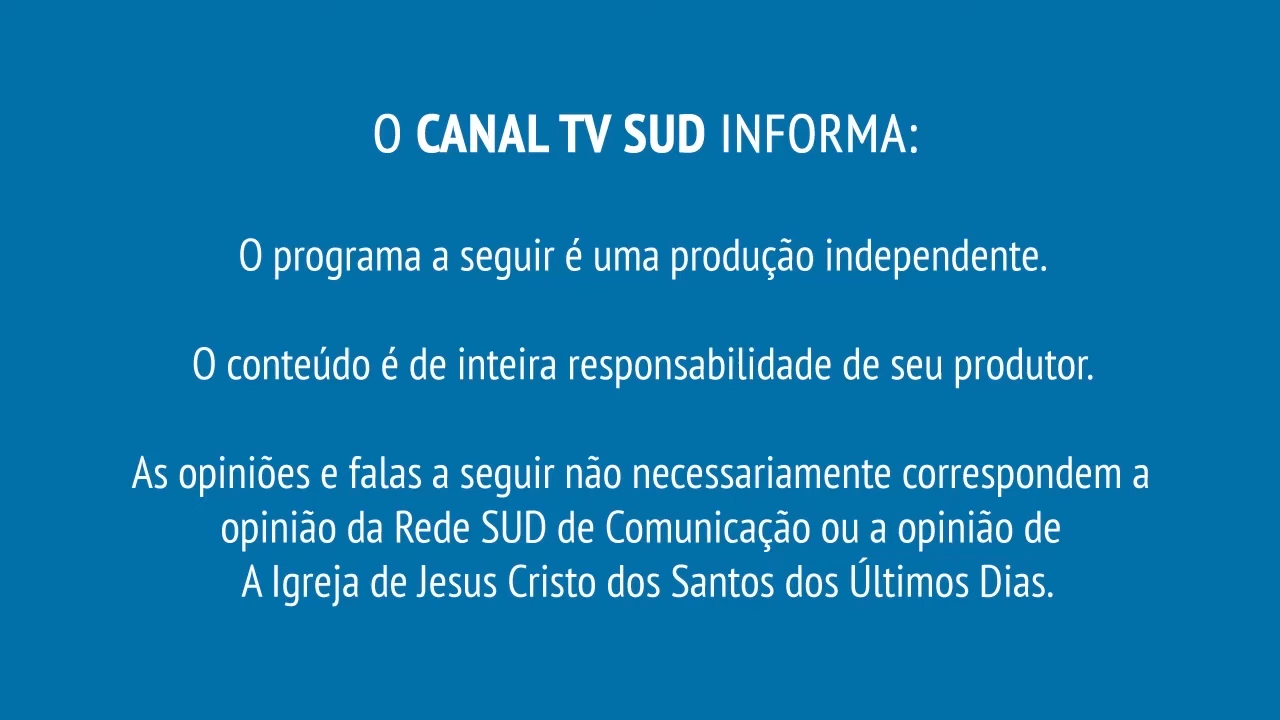 O CANAL TV SUD INFORMA:
O programa a seguir é uma produção independente.
O conteúdo é de inteira responsabilidade de seu produtor.
As opiniões e falas a seguir não necessariamente correspondem a
opinião da Rede SUD de Comunicação ou a opinião de
A Igreja de Jesus Cristo dos Santos dos Últimos Dias.